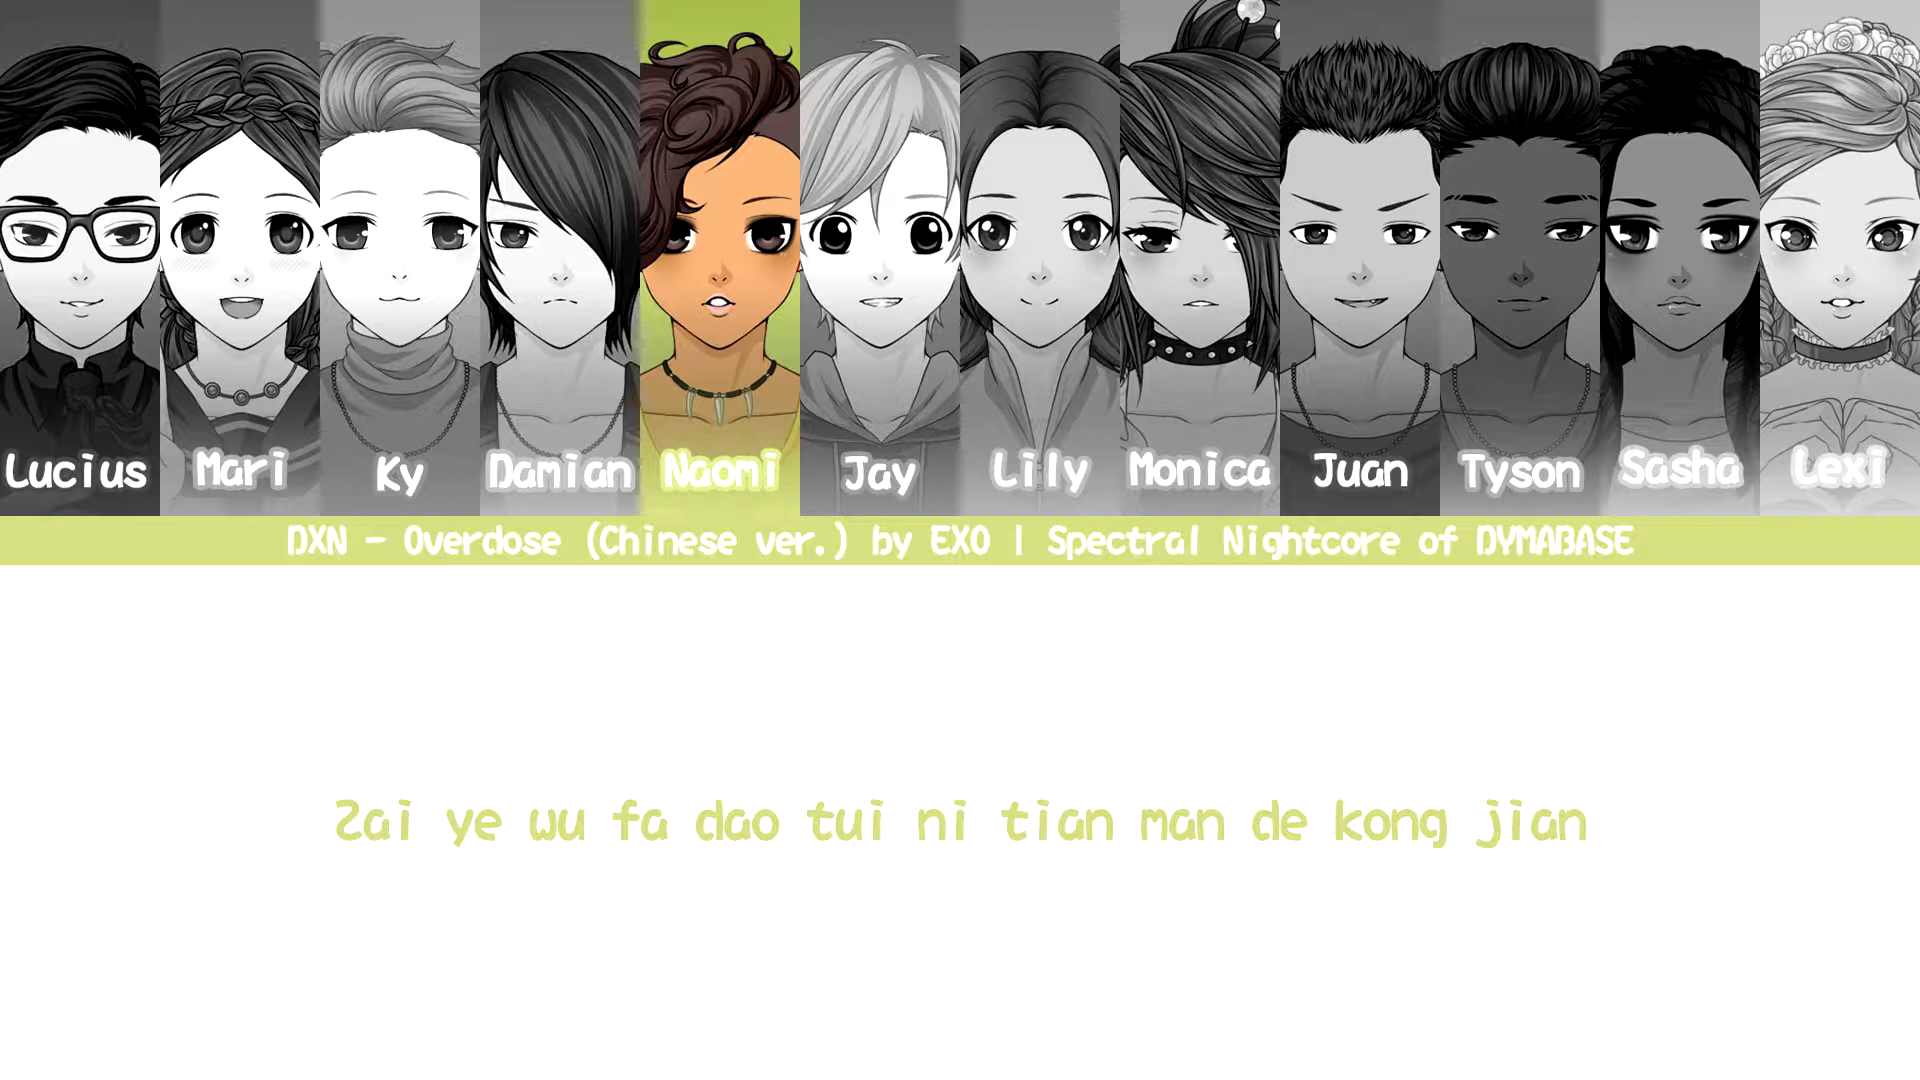 Lucius Mari Ky Damian Naomi Jay Lily Monica Juan Tyson Sasha Lexi
DXN - Overdose (Chinese ver.) by EXO | Spectral Nightcore of DYMABASE
Zai ye wu fa dao tui ni tian man de kong jian